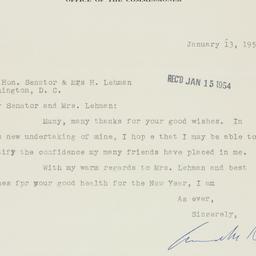 OFFICE OF THE COMMISSIONER
January 13, 195
Hon. Senator & Mrs H. Lehman
REC'D JAN 15 1954
ington, D. C.
Senator and Mrs. Lehman:
Many, many thanks for your good wishes. In
new undertaking of mine, I hop e that I may be able to
ify the confidence my many friends have placed in me.
With my warm regards to Mrs. Lehman and best
es fpr your good health for the New Year, I am
As ever,
Sincerely,